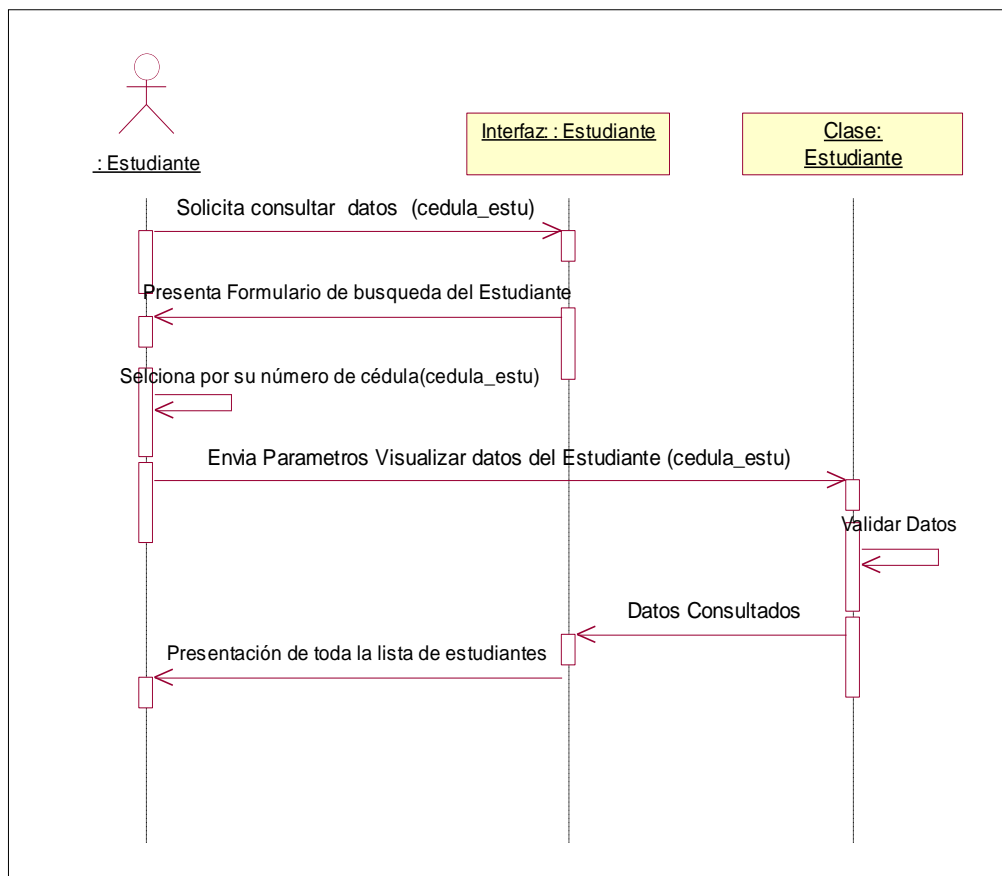 : Estudiante
Interfaz: : Estudiante
Clase:
Estudiante
Solicita consultar datos (cedula_estu)
Presenta Formulario de busqueda del Estudiante
Selciona por su número de cédula(cedula_estu)
Envia Parametros Visualizar datos del Estudiante (cedula_estu)
Validar Datos
Datos Consultados
Presentación de toda la lista de estudiantes